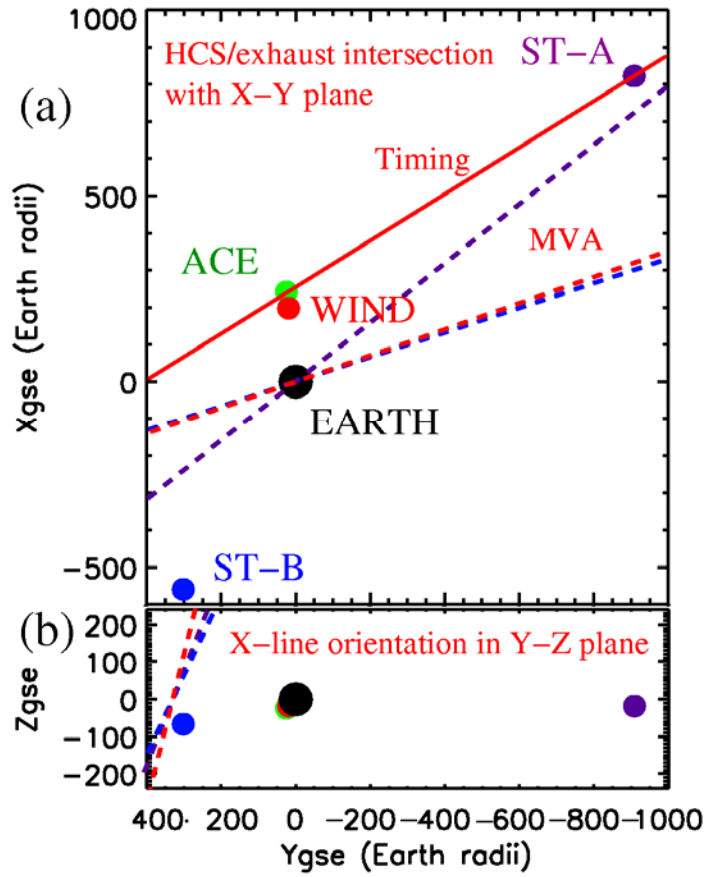 (a)
HCS/exhaust intersection
with X-Y plane
ST-A
Timing
ACE
WIND
MVA
EARTH
ST-B
1000
500
0
-500
Xgse (Earth radii)
(b)
X-line orientation in Y-Z plane
200
100
0
-100
-200
Zgse
400 200 0 -200 -400 -600 -800 -1000
Ygse (Earth radii)